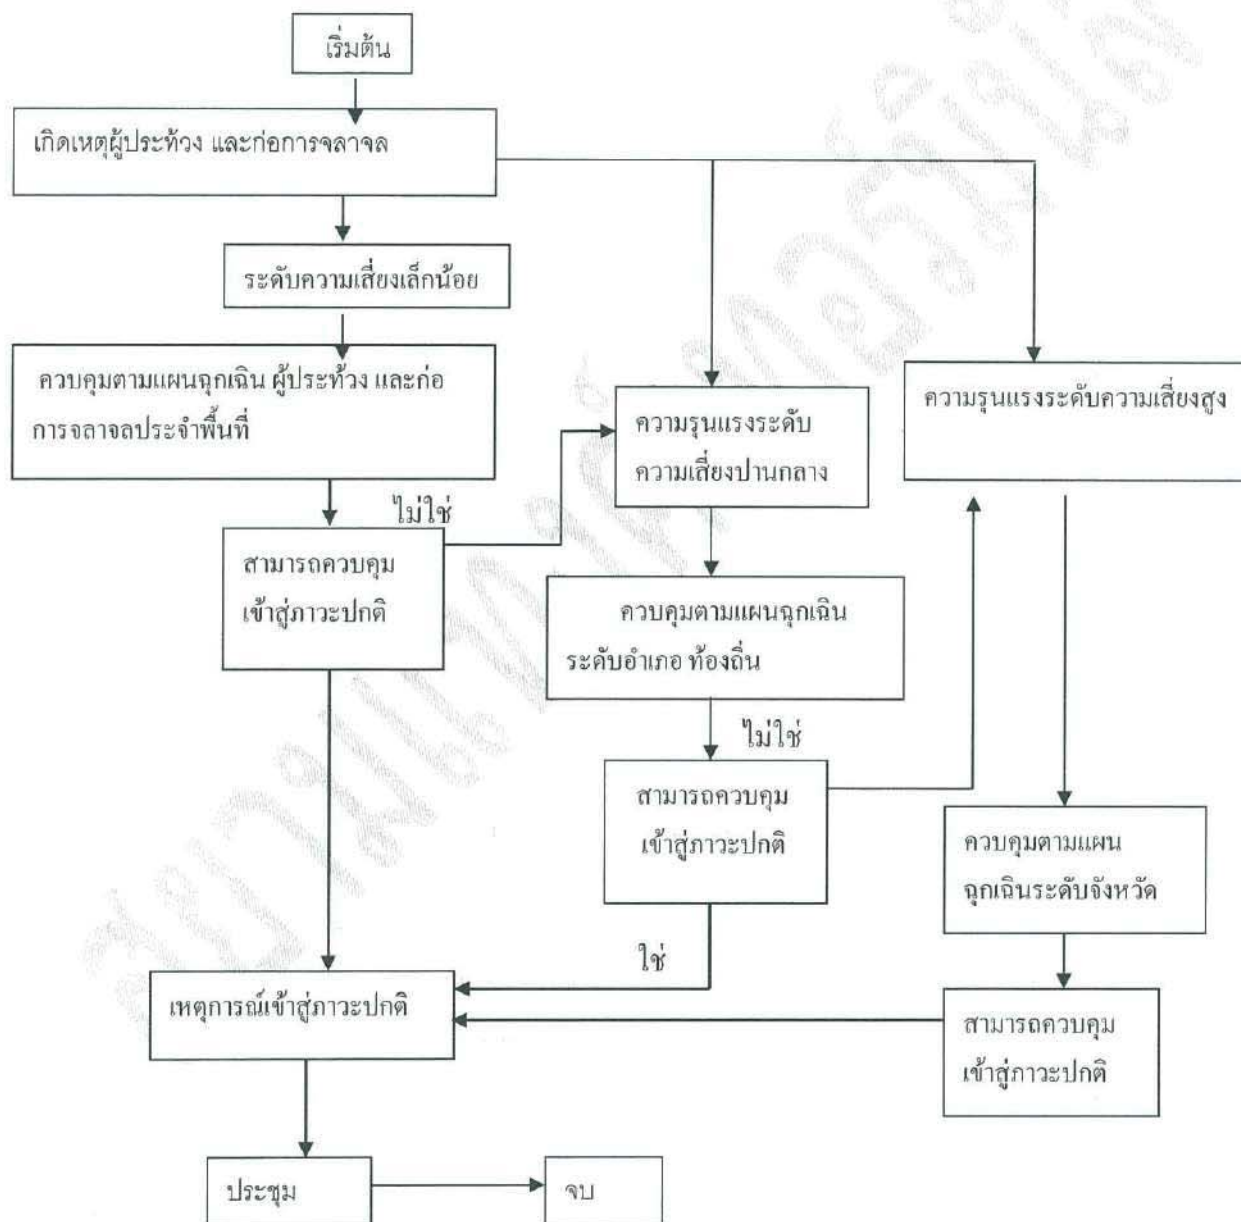 เริ่มต้น
เกิดเหตุผู้ประท้วง และก่อการจลาจล
ระดับความเสี่ยงเล็กน้อย
ควบคุมตามแผนฉุกเฉิน ผู้ประท้วง และก่อ
การจลาจลประจำพื้นที่
ความรุนแรงระดับ
ความเสี่ยงปานกลาง
ความรุนแรงระดับความเสี่ยงสูง
ไม่ใช่
สามารถควบคุม
เข้าสู่ภาวะปกติ
ควบคุมตามแผนฉุกเฉิน
ระดับอำเภอ ท้องถิ่น
ไม่ใช่
สามารถควบคุม
เข้าสู่ภาวะปกติ
ควบคุมตามแผน
ฉุกเฉินระดับจังหวัด
ใช่
เหตุการณ์เข้าสู่ภาวะปกติ
สามารถควบคุม
เข้าสู่ภาวะปกติ
ประชุม
จบ